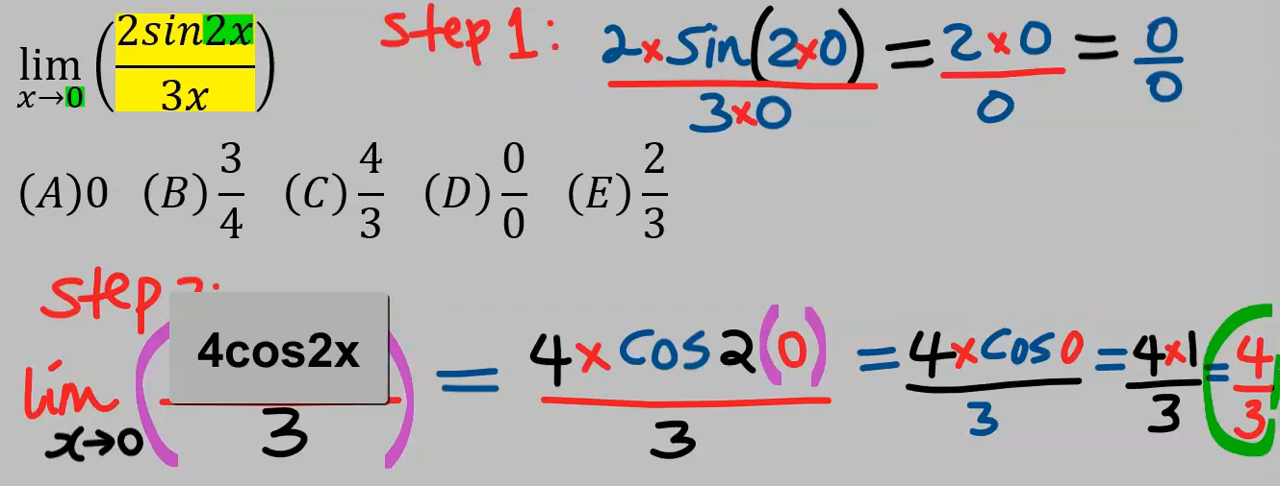 lim x→0 (2sin2x/3x)
step 1: 2×sin(2×0)/3×0 = 2×0/0 = 0/0
(A)0 (B)3/4 (C)4/3 (D)0/0 (E)2/3
step
lim x→0 (4cos2x/3) = 4×cos2(0)/3 = 4×cos0/3 = 4×1/3 = 4/3